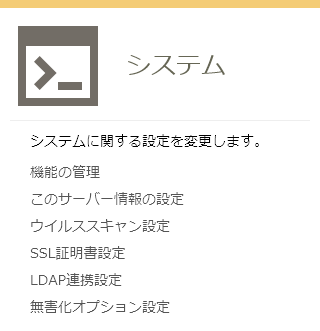 システム
システムに関する設定を変更します。
機能の管理
このサーバー情報の設定
ウイルススキャン設定
SSL証明書設定
LDAP連携設定
無害化オプション設定